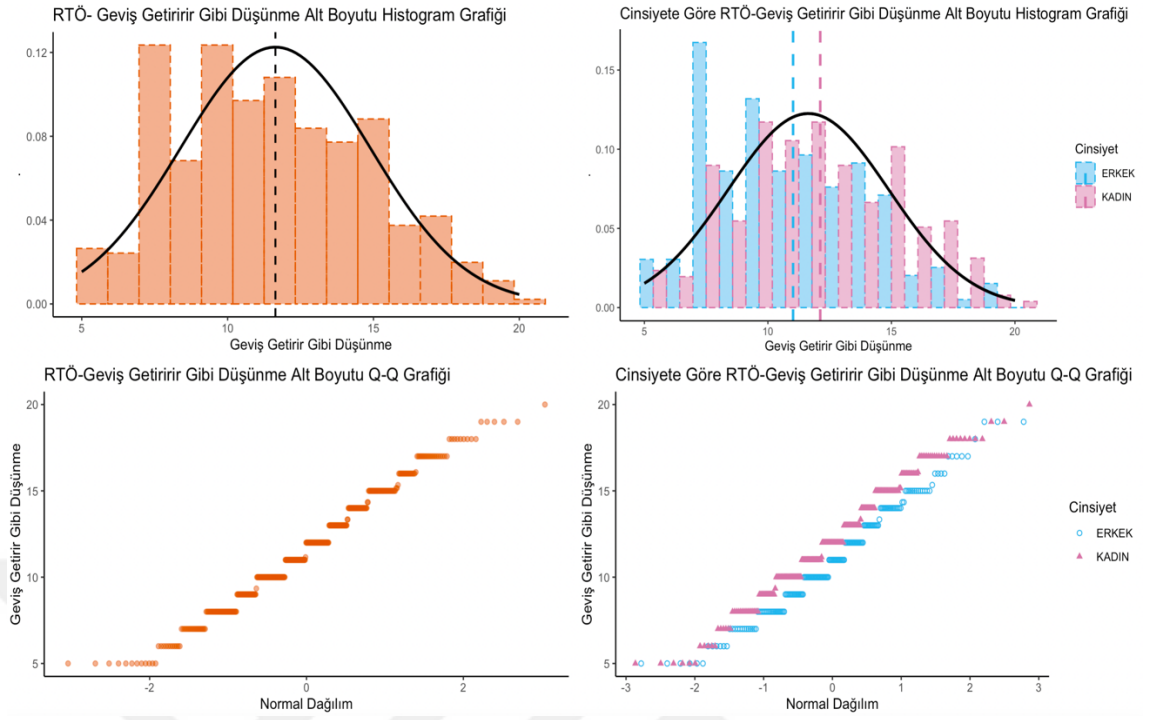 RTÖ- Geviş Getiririr Gibi Düşünme Alt Boyutu Histogram Grafiği
0.12
0.08
0.04
0.00
5 10 15 20
Geviş Getirir Gibi Düşünme
Cinsiyete Göre RTÖ-Geviş Getiririr Gibi Düşünme Alt Boyutu Histogram Grafiği
0.15
0.10
0.05
0.00
5 10 15 20
Geviş Getirir Gibi Düşünme
Cinsiyet
ERKEK
KADIN
RTÖ-Geviş Getiririr Gibi Düşünme Alt Boyutu Q-Q Grafiği
Geviş Getirir Gibi Düşünme
20
15
10
5
-2 0 2
Normal Dağılım
Cinsiyete Göre RTÖ-Geviş Getiririr Gibi Düşünme Alt Boyutu Q-Q Grafiği
Geviş Getirir Gibi Düşünme
20
15
10
5
-3 -2 -1 0 1 2 3
Normal Dağılım
Cinsiyet
ERKEK
KADIN